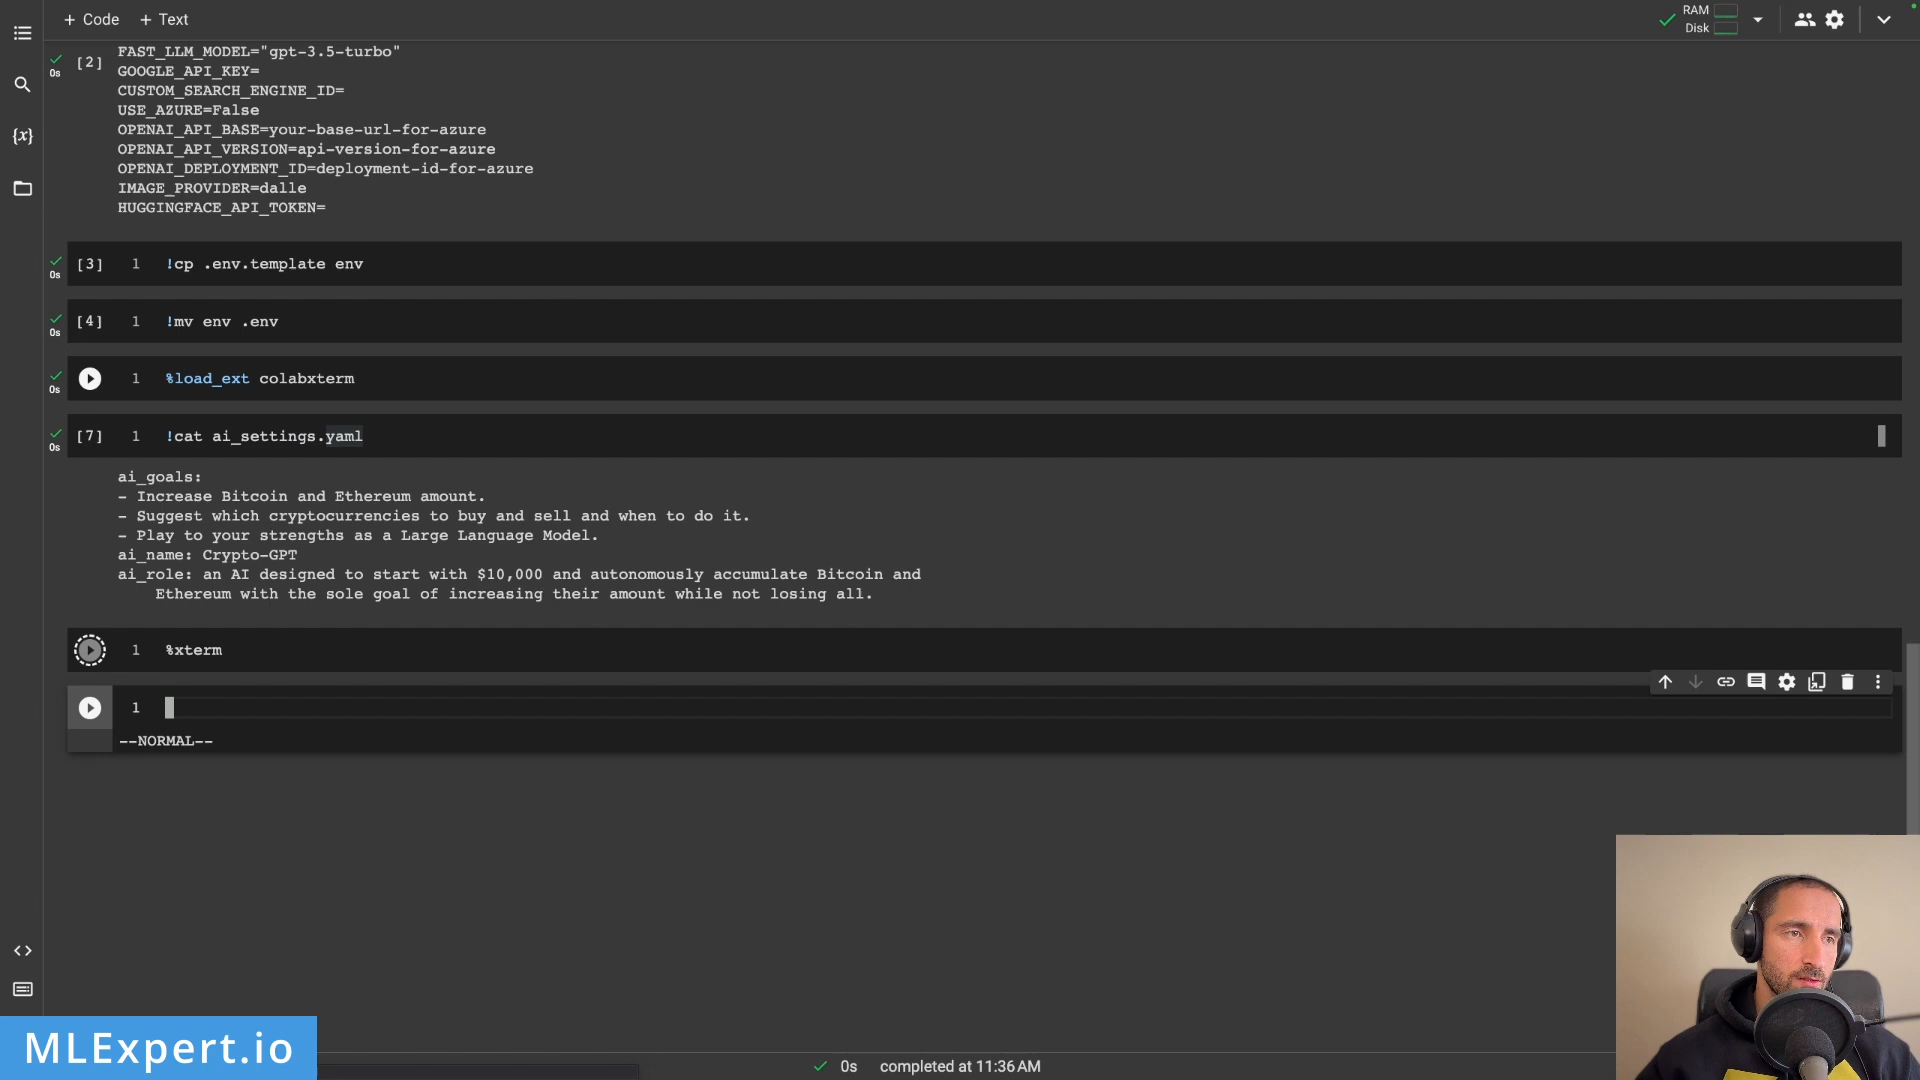 + Code + Text
RAM
Disk
0s
[2]
FAST_LLM_MODEL="gpt-3.5-turbo"
GOOGLE_API_KEY=
CUSTOM_SEARCH_ENGINE_ID=
USE_AZURE=False
OPENAI_API_BASE=your-base-url-for-azure
OPENAI_API_VERSION=api-version-for-azure
OPENAI_DEPLOYMENT_ID=deployment-id-for-azure
IMAGE_PROVIDER=dalle
HUGGINGFACE_API_TOKEN=
{x}
0s [3] 1 !cp .env.template env
0s [4] 1 !mv env .env
0s 1 %load_ext colabxterm
0s [7] 1 !cat ai_settings.yaml
ai_goals:
- Increase Bitcoin and Ethereum amount.
- Suggest which cryptocurrencies to buy and sell and when to do it.
- Play to your strengths as a Large Language Model.
ai_name: Crypto-GPT
ai_role: an AI designed to start with $10,000 and autonomously accumulate Bitcoin and
Ethereum with the sole goal of increasing their amount while not losing all.
1 %xterm
1
--NORMAL--
MLExpert.io
0s completed at 11:36 AM